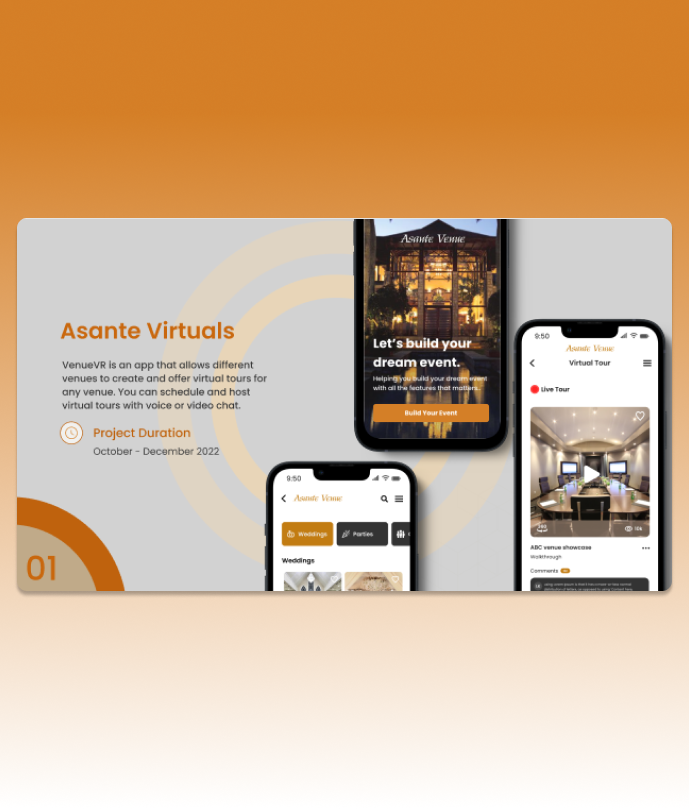 Asante Virtuals
VenueVR is an app that allows different
venues to create and offer virtual tours for
any venue. You can schedule and host
virtual tours with voice or video chat.
Project Duration
October - December 2022
01
Asante Venue
Let's build your
dream event.
Helping you build your dream event
with all the features that matters.
Build Your Event
9:50
Asante Venue
Weddings
Parties
Weddings
9:50
Asante Venue
Virtual Tour
Live Tour
360
10k
ABC venue showcase
Walkthrough
Comments